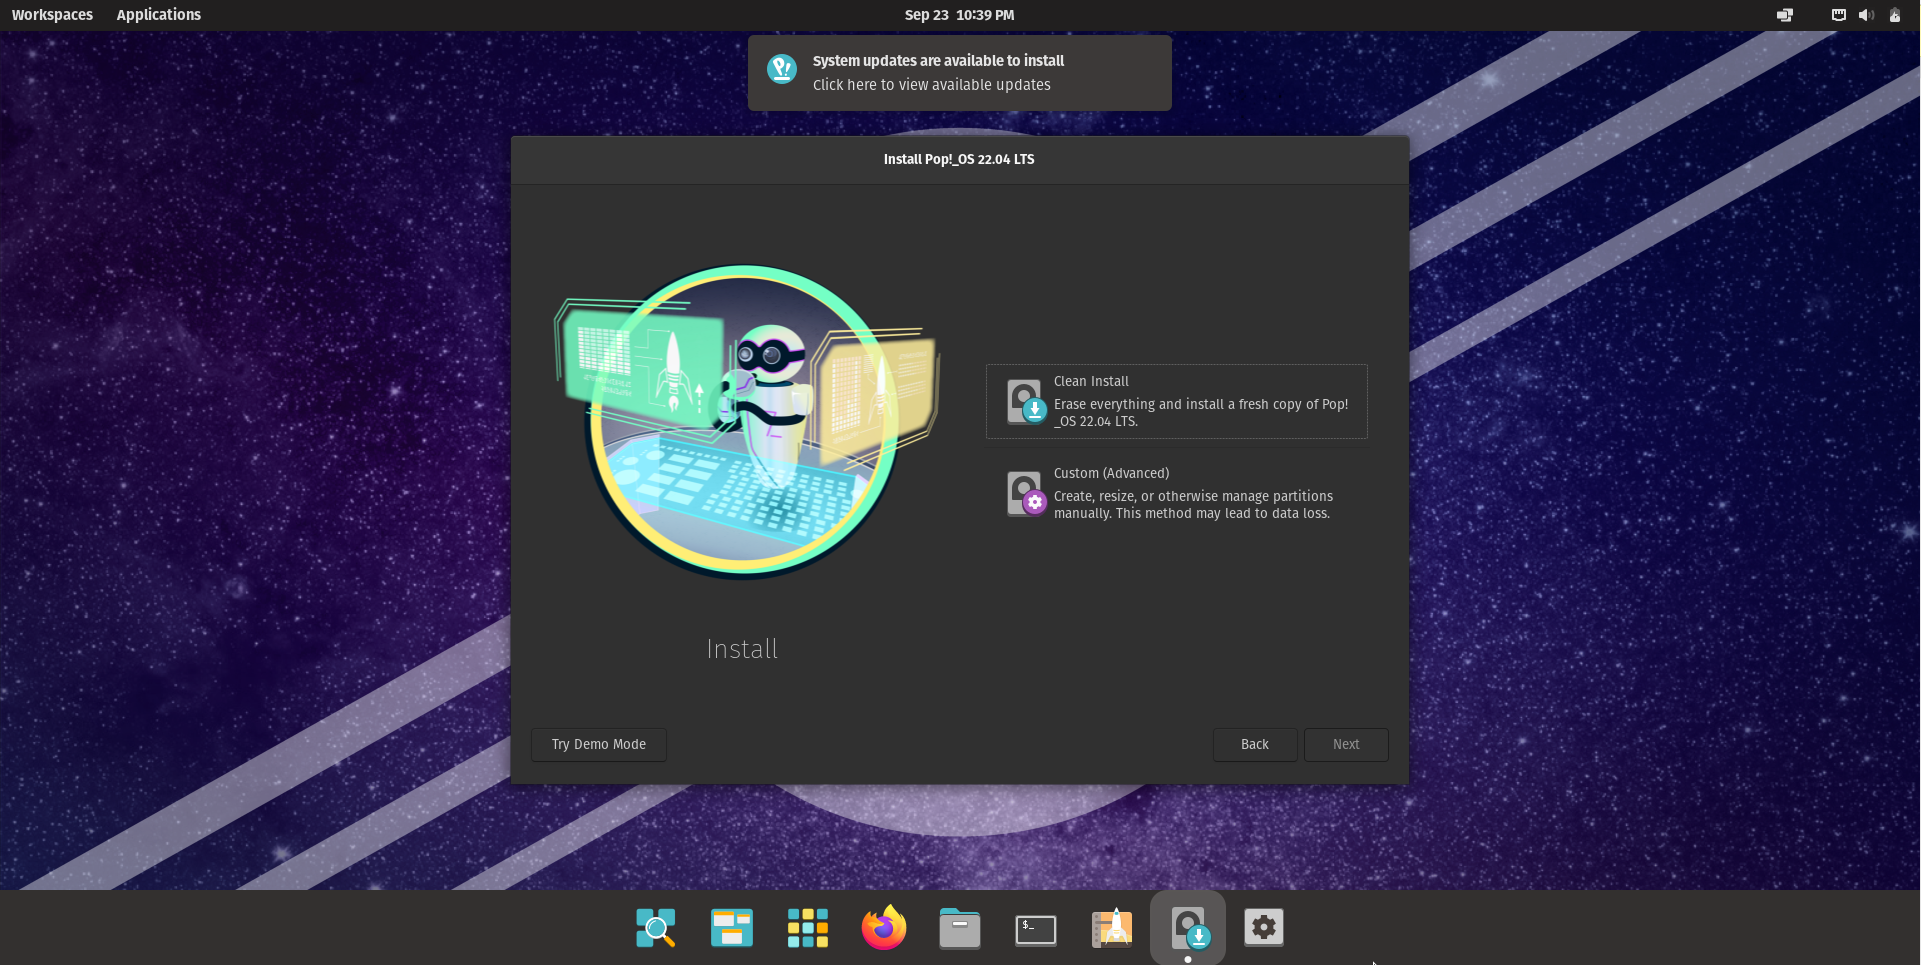 Workspaces Applications Sep 23 10:39 PM
System updates are available to install
Click here to view available updates
Install Pop!_OS 22.04 LTS
Clean Install
Erase everything and install a fresh copy of Pop!
_OS 22.04 LTS.
Custom (Advanced)
Create, resize, or otherwise manage partitions
manually. This method may lead to data loss.
Install
Try Demo Mode Back Next
$_